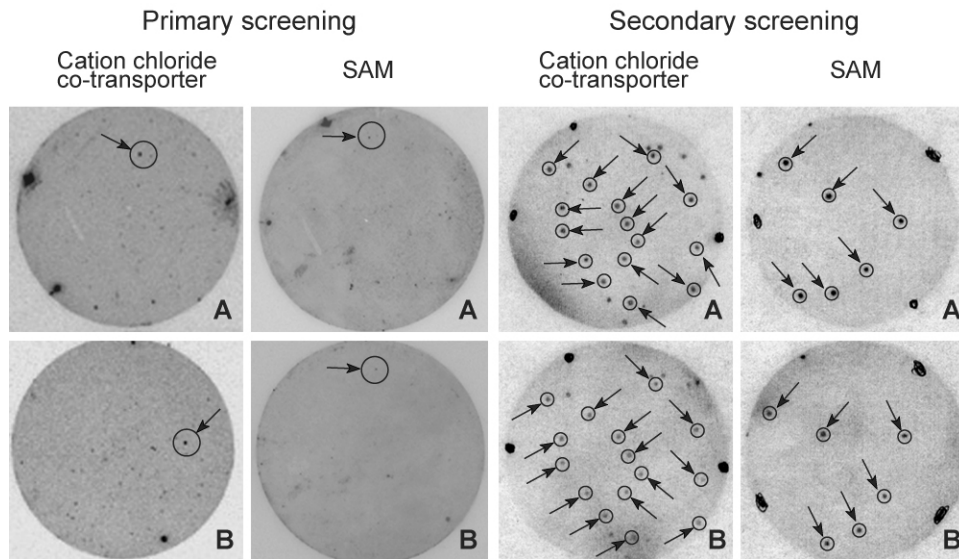 Primary screening
Secondary screening
Cation chloride
co-transporter
SAM
Cation chloride
co-transporter
SAM
A
A
A
A
B
B
B
B